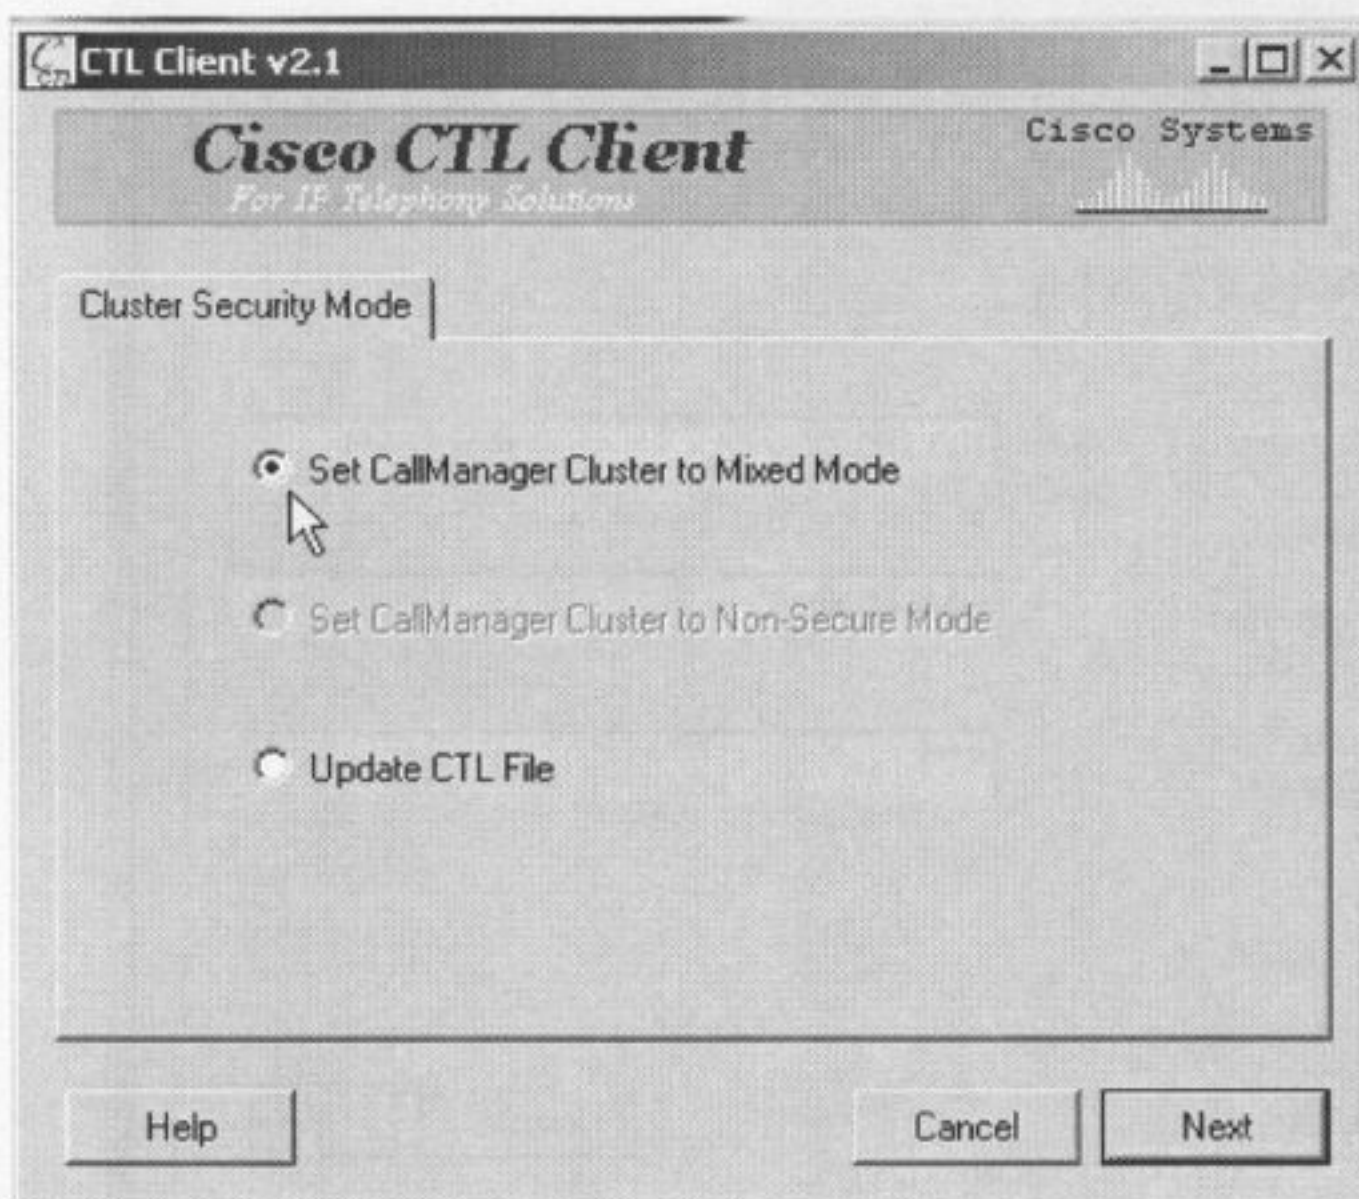 CTL Client v2.1
Cisco CTL Client
For IP Telephony Solutions
Cisco Systems
Cluster Security Mode
Set CallManager Cluster to Mixed Mode
Set CallManager Cluster to Non-Secure Mode
Update CTL File
Help
Cancel
Next